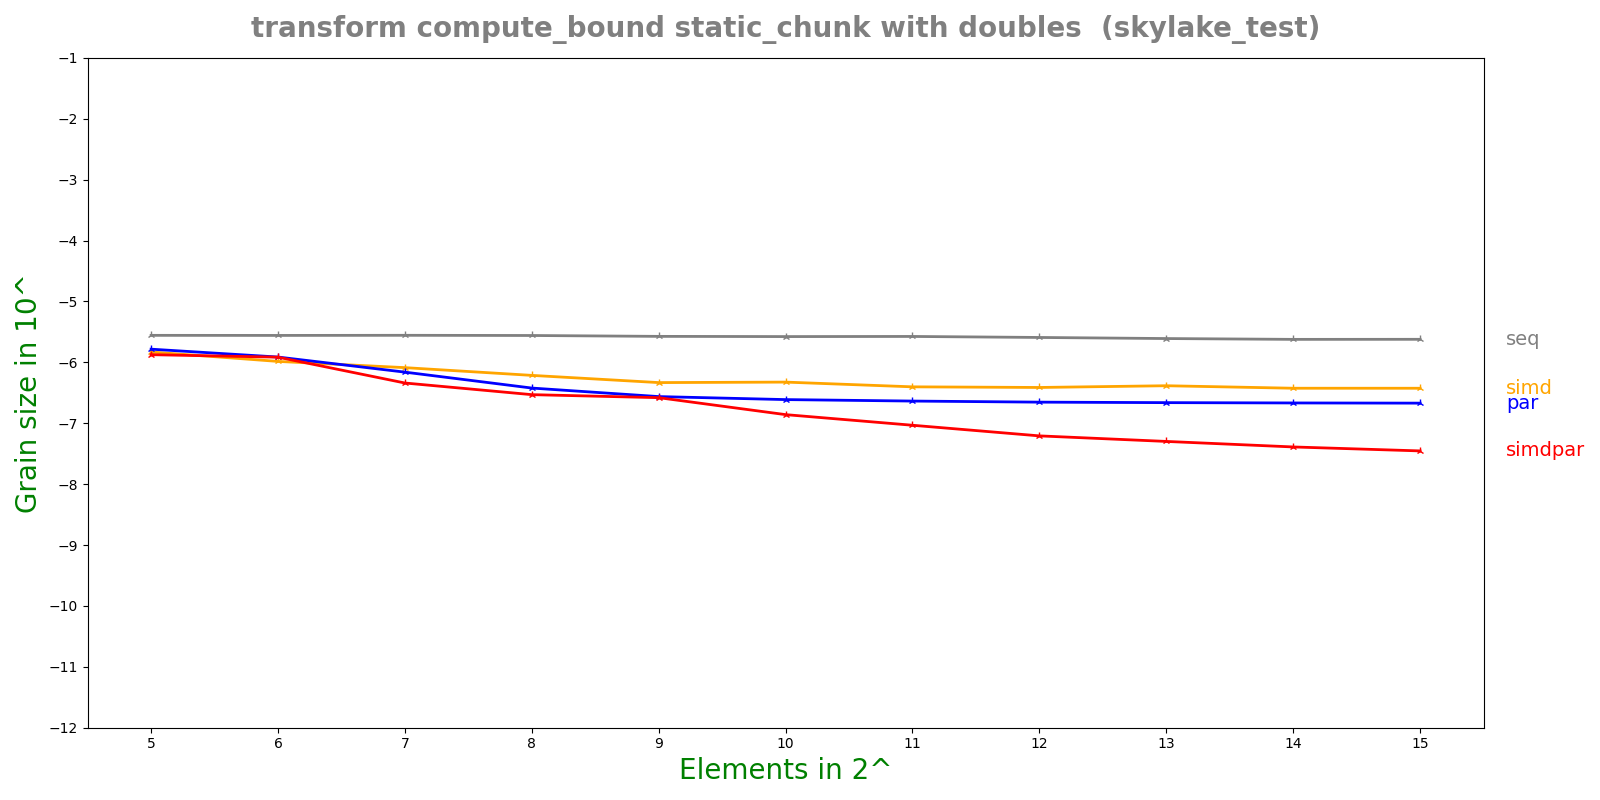 transform compute_bound static_chunk with doubles  (skylake_test)
Grain size in 10^
−1
−2
−3
−4
−5
−6
−7
−8
−9
−10
−11
−12
seq
simd
par
simdpar
5 6 7 8 9 10 11 12 13 14 15
Elements in 2^